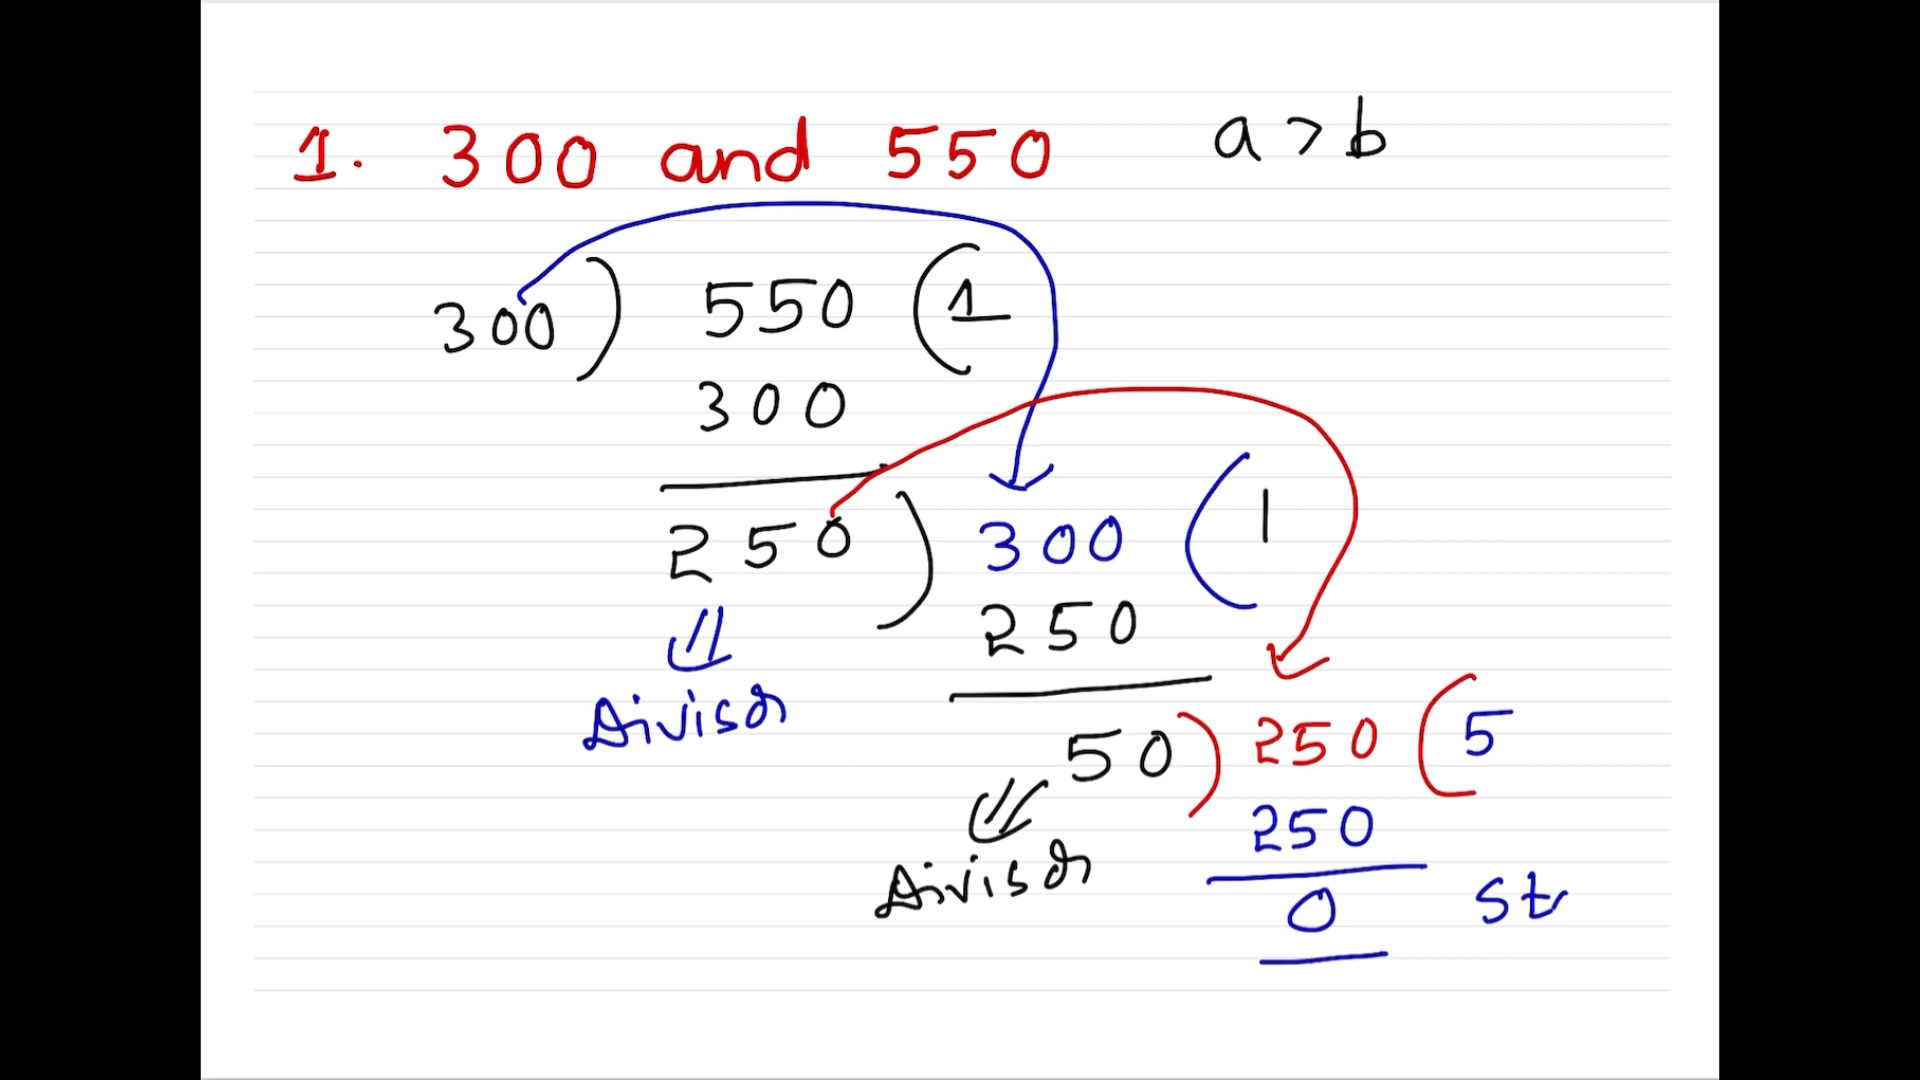 1. 300 and 550 a > b
300 ) 550 ( 1
300
250 ) 300 ( 1
250
Divisor
50 ) 250 ( 5
250
Divisor
0 St